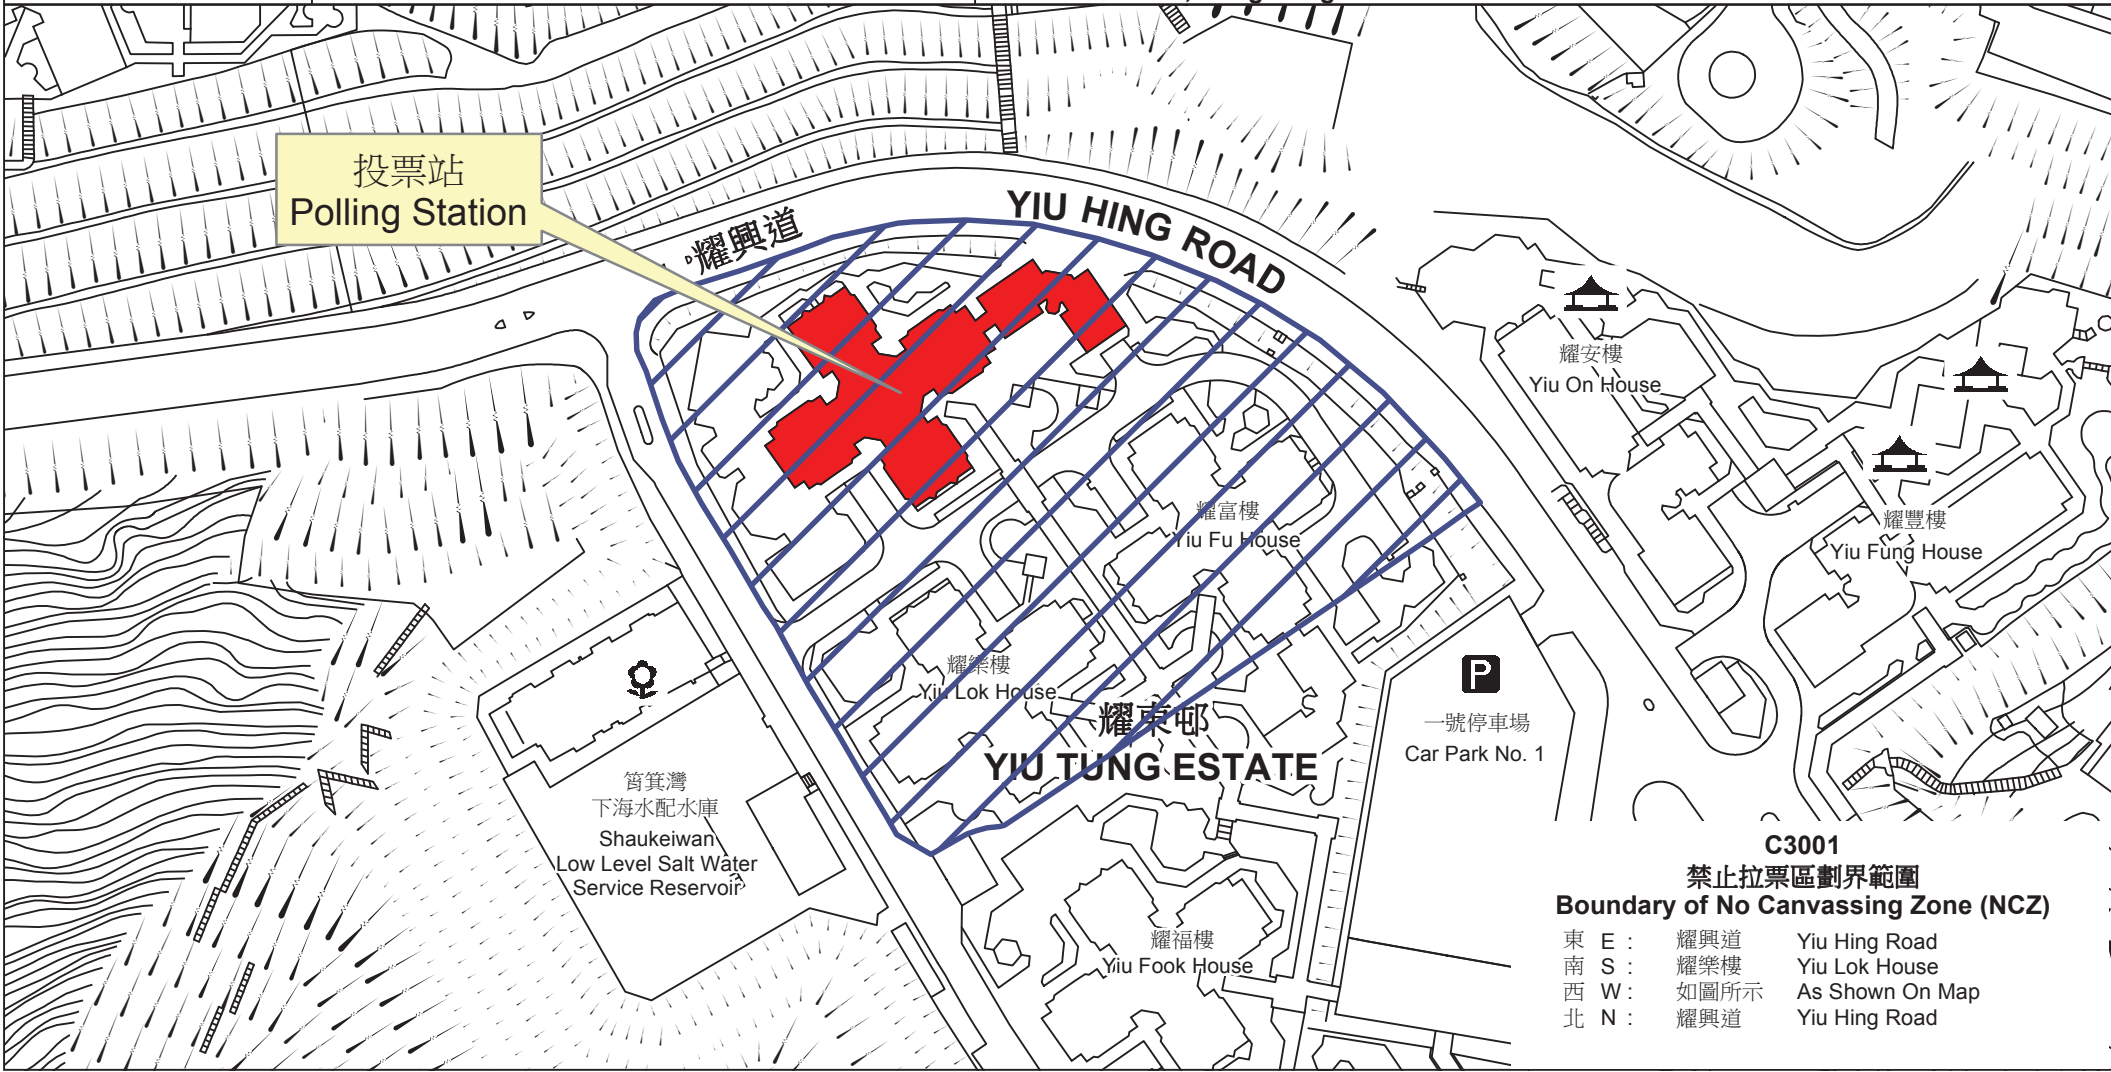 投票站
Polling Station
耀興道
YIU HING ROAD
耀安樓
Yiu On House
耀富樓
Yiu Fu House
耀豐樓
Yiu Fung House
耀樂樓
Yiu Lok House
耀東邨
YIU TUNG ESTATE
P
一號停車場
Car Park No. 1
筲箕灣
下海水配水庫
Shaukeiwan
Low Level Salt Water
Service Reservoir
耀福樓
Yiu Fook House
C3001
禁止拉票區劃界範圍
Boundary of No Canvassing Zone (NCZ)
東 E : 耀興道 Yiu Hing Road
南 S : 耀樂樓 Yiu Lok House
西 W : 如圖所示 As Shown On Map
北 N : 耀興道 Yiu Hing Road